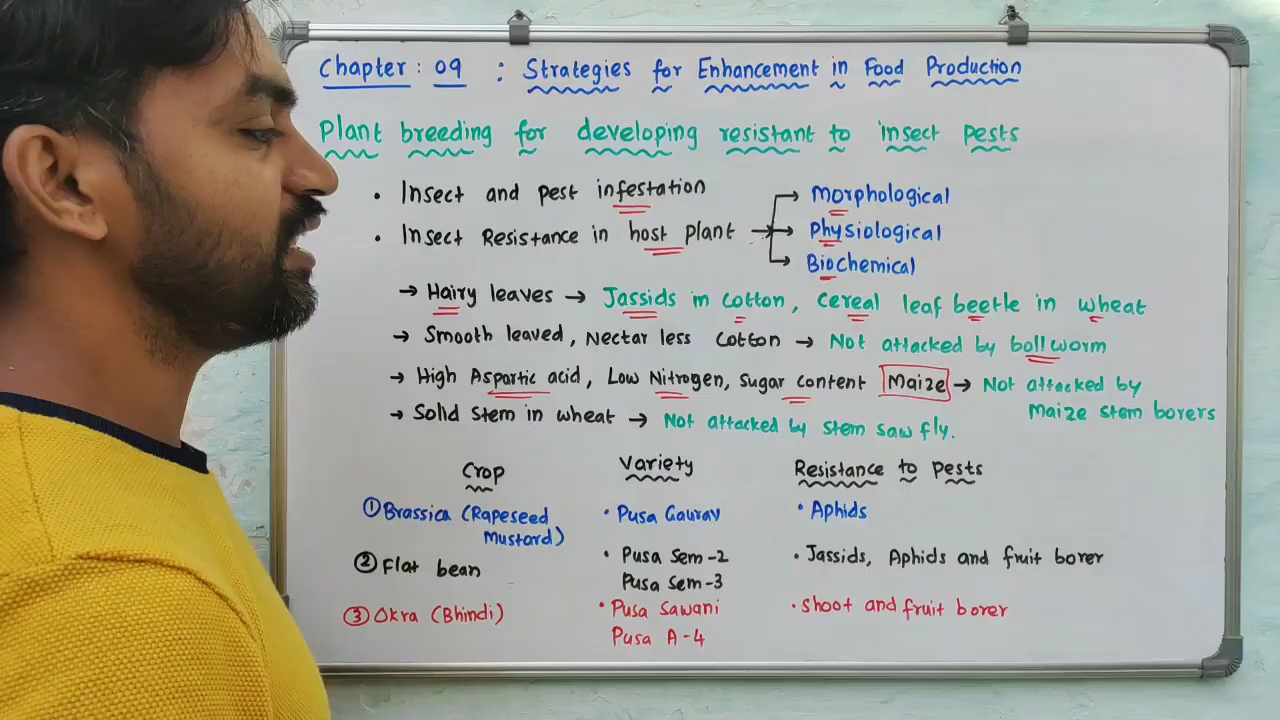 Chapter : 09 : Strategies for Enhancement in Food Production
Plant breeding for developing resistant to insect pests
• Insect and pest infestation
• Insect Resistance in host plant →
Morphological
Physiological
Biochemical
→ Hairy leaves → Jassids in cotton, cereal leaf beetle in wheat
→ Smooth leaved, Nectar less cotton → Not attacked by bollworm
→ High Aspartic acid, Low Nitrogen, Sugar content Maize → Not attacked by
Maize stem borers
→ Solid stem in wheat → Not attacked by stem saw fly.
Crop Variety Resistance to pests
① Brassica (Rapeseed • Pusa Gaurav • Aphids
Mustard)
② Flat bean • Pusa Sem-2 • Jassids, Aphids and fruit borer
Pusa Sem-3
③ Okra (Bhindi) • Pusa Sawani • Shoot and fruit borer
Pusa A-4